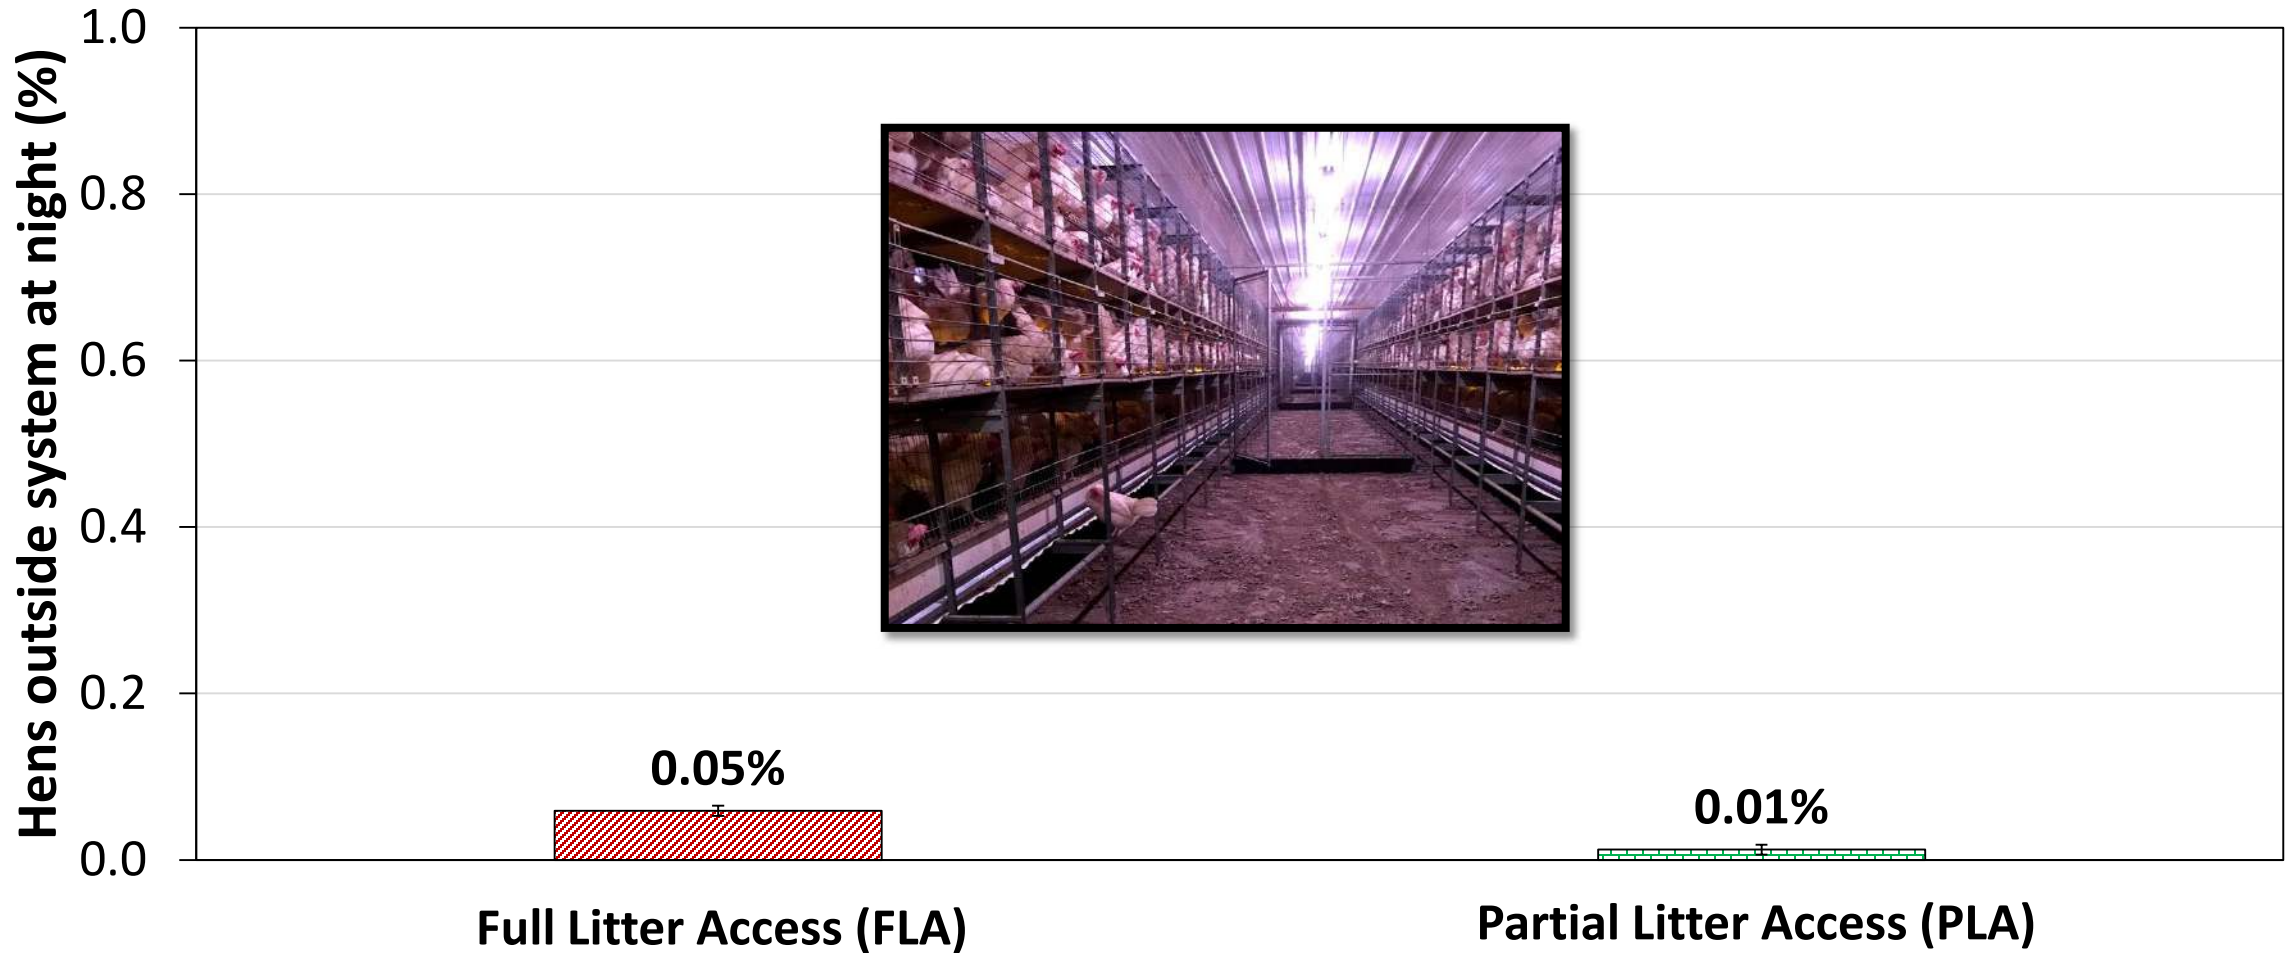 Hens outside system at night (%)
1.0
0.8
0.6
0.4
0.2
0.0
0.05%
0.01%
Full Litter Access (FLA)
Partial Litter Access (PLA)